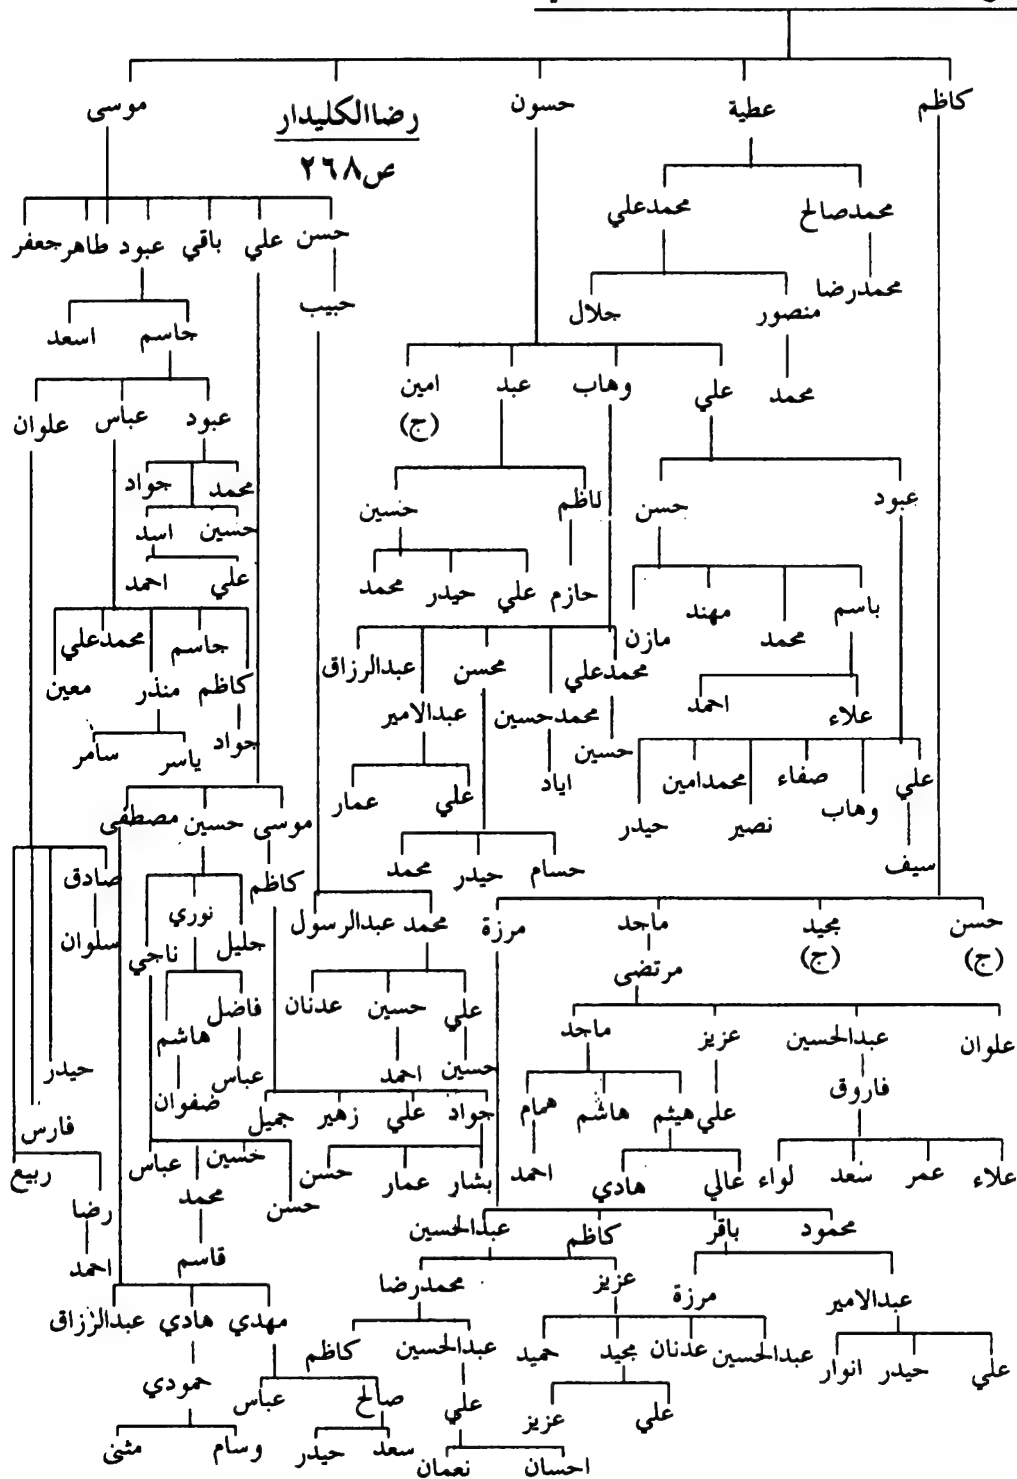 كاظم عطية حسون رضاالكليدار موسى
ص٢٦٨
محمدصالح محمدعلي
حسن علي باقي عبود طاهر جعفر
محمدرضا منصور جلال حبيب
جاسم اسعد
محمد علي وهاب عبد امين
(ج)
عبود عباس علوان
عبود حسن كاظم حسين محمد جواد
حسين اسد
باسم محمد مهند مازن حازم علي حيدر محمد علي احمد
محمدعلي محسن عبدالرزاق جاسم محمدعلي
علاء احمد محمدحسين عبدالامير كاظم منذر معين
حسين جواد ياسر سامر
علي صفاء محمدامين اياد علي عمار
وهاب نصير حيدر موسى حسين مصطفى
سيف حسام حيدر محمد كاظم صادق
حسن مجيد ماجد مرزة محمد عبدالرسول جليل نوري ناجي سلوان
(ج) (ج)
مرتضى
علوان عبدالحسين عزيز ماجد علي حسين عدنان فاضل هاشم
فاروق حسين احمد عباس صفوان حيدر
علي هيثم هاشم همام جواد علي زهير جميل فارس
علاء عمر سعد لواء عالي هادي احمد بشار عمار حسن حسن حسين محمد عباس ربيع
رضا
محمود باقر كاظم عبدالحسين قاسم احمد
عبدالامير مرزة عزيز محمدرضا مهدي هادي عبدالرزاق
علي حيدر انوار عبدالحسين عدنان مجيد حميد عبدالحسين كاظم حمودي
علي عزيز علي صالح عباس
احسان نعمان سعد حيدر وسام مثنى